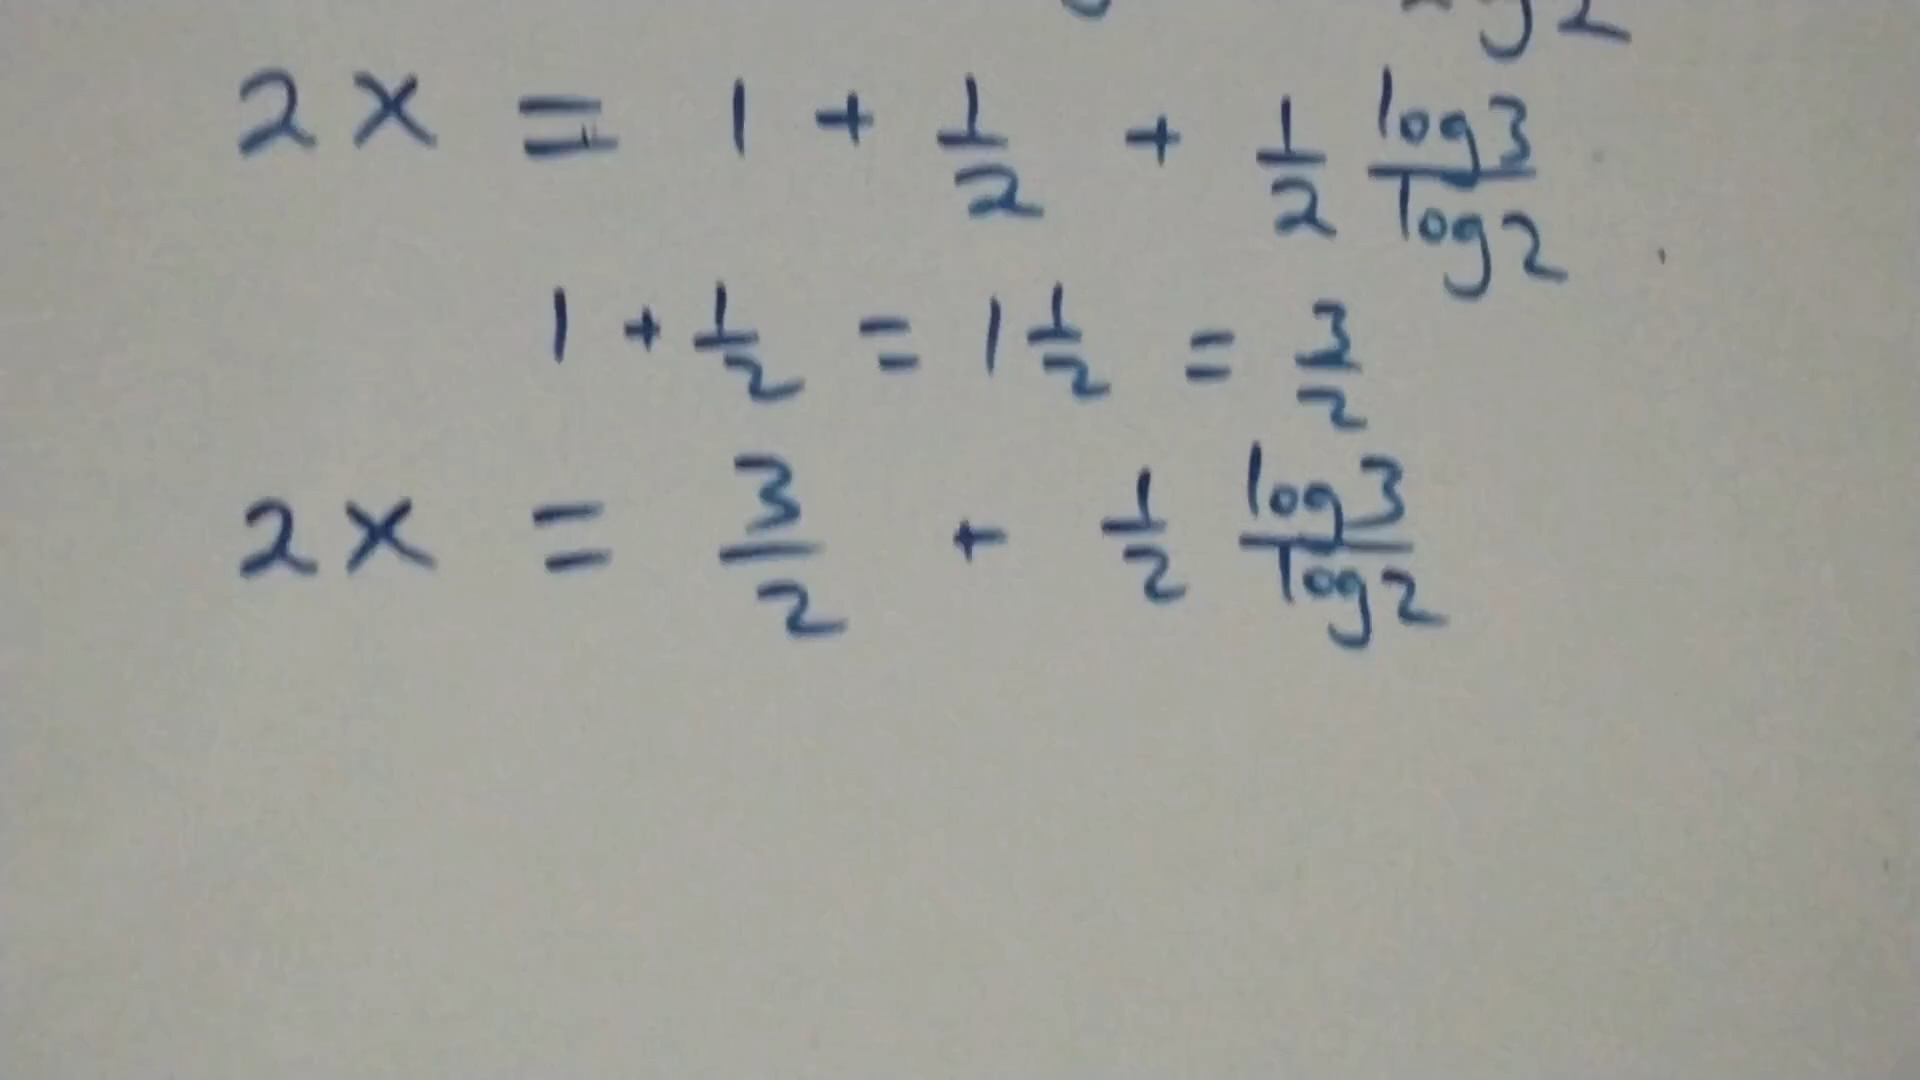 2x = 1 + 1/2 + 1/2 log3/log2
1 + 1/2 = 1 1/2 = 3/2
2x = 3/2 + 1/2 log3/log2